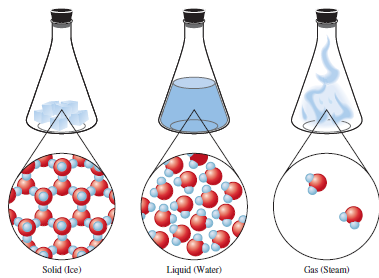 Solid (Ice)
Liquid (Water)
Gas (Steam)